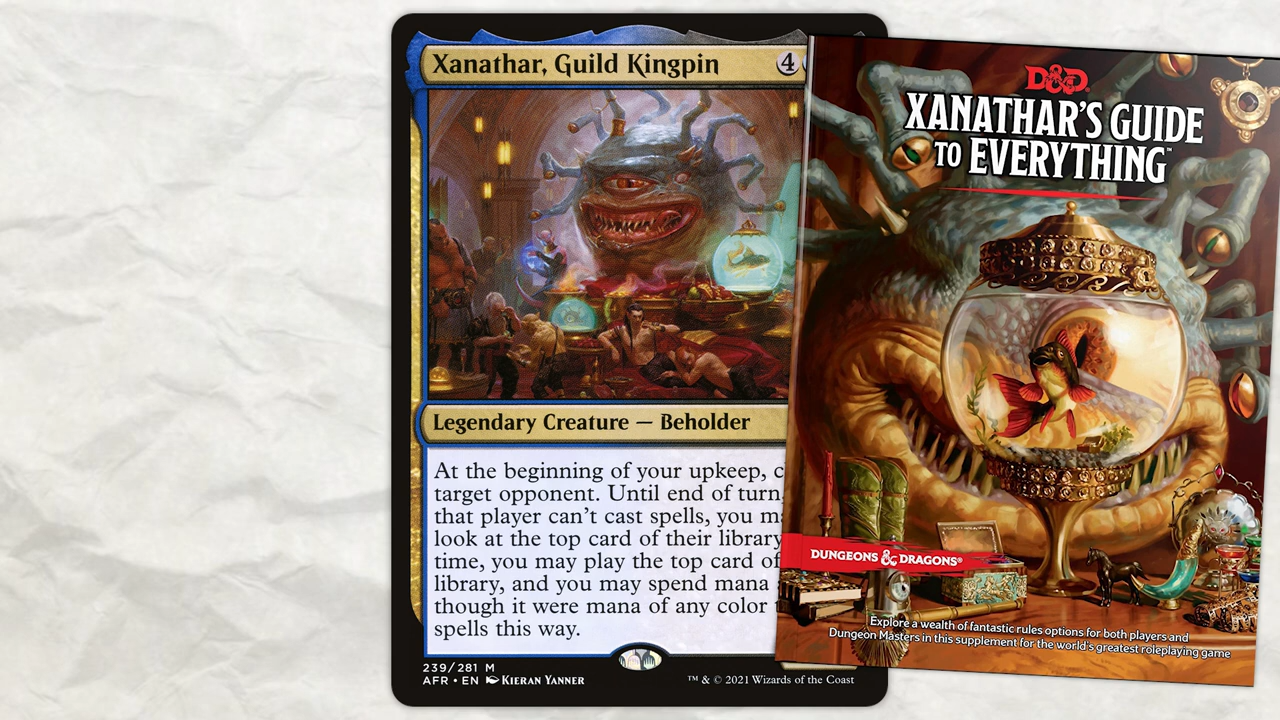 Xanathar, Guild Kingpin 4
Legendary Creature — Beholder
At the beginning of your upkeep, c
target opponent. Until end of turn,
that player can't cast spells, you ma
look at the top card of their library
time, you may play the top card of
library, and you may spend mana
though it were mana of any color
spells this way.
239/281 M
AFR • EN KIERAN YANNER
™ & © 2021 Wizards of the Coast
D&D
XANATHAR'S GUIDE
TO EVERYTHING™
DUNGEONS & DRAGONS®
Explore a wealth of fantastic rules options for both players and
Dungeon Masters in this supplement for the world's greatest roleplaying game